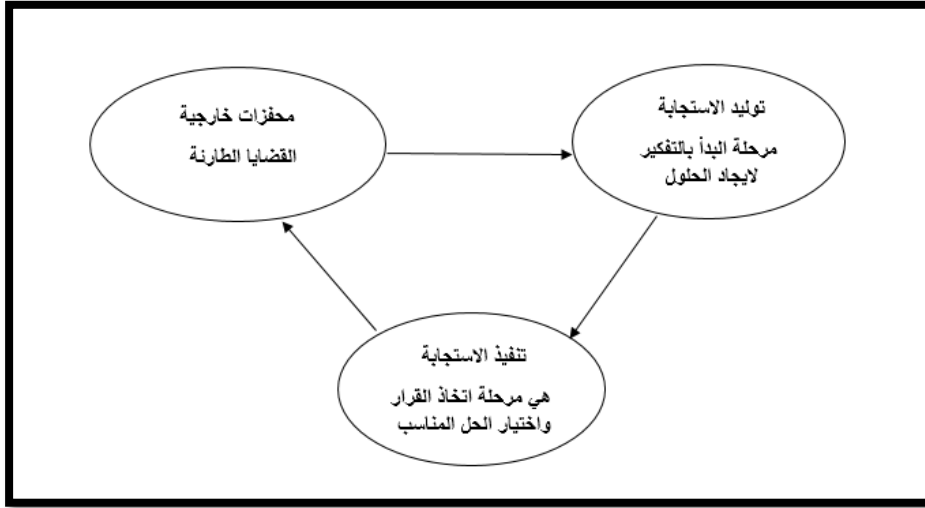 محفزات خارجية
القضايا الطارئة
توليد الاستجابة
مرحلة البدأ بالتفكير
لايجاد الحلول
تنفيذ الاستجابة
هي مرحلة اتخاذ القرار
واختيار الحل المناسب